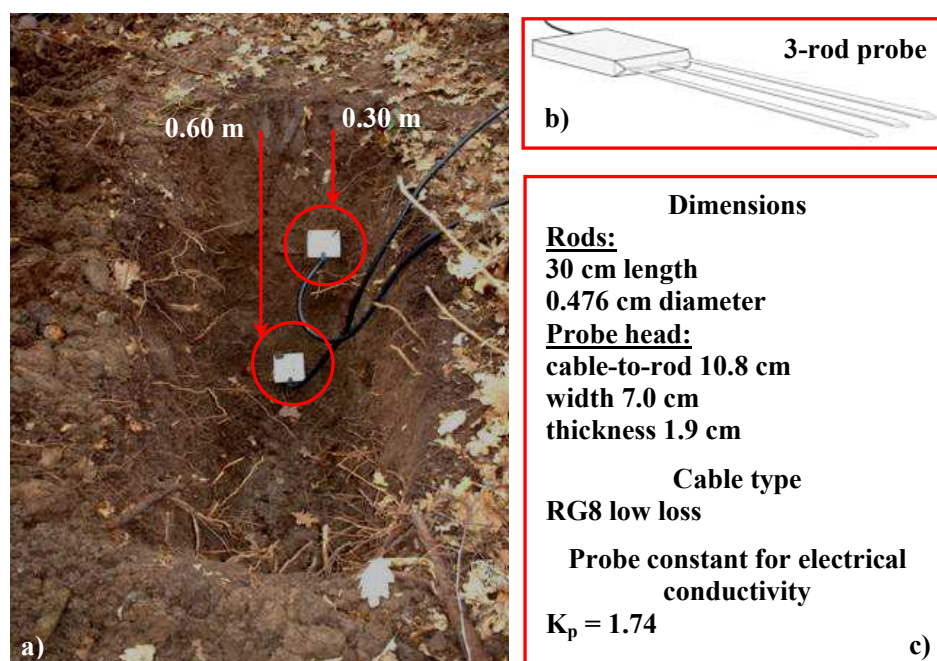 0.60 m
0.30 m
a)
3-rod probe
b)
Dimensions
Rods:
30 cm length
0.476 cm diameter
Probe head:
cable-to-rod 10.8 cm
width 7.0 cm
thickness 1.9 cm
Cable type
RG8 low loss
Probe constant for electrical
conductivity
Kₚ = 1.74
c)